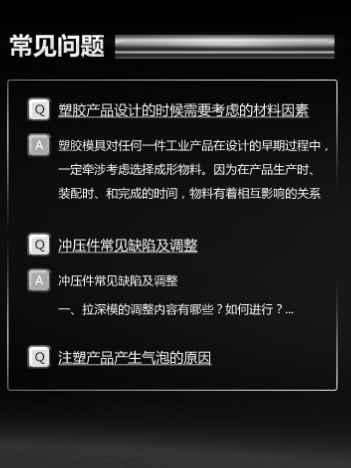 常见问题
Q 塑胶产品设计的时候需要考虑的材料因素
A 塑胶模具对任何一件工业产品在设计的早期过程中，
一定牵涉考虑选择成形物料。因为在产品生产时、
装配时、和完成的时间，物料有着相互影响的关系
Q 冲压件常见缺陷及调整
A 冲压件常见缺陷及调整
一、拉深模的调整内容有哪些？如何进行？...
Q 注塑产品产生气泡的原因